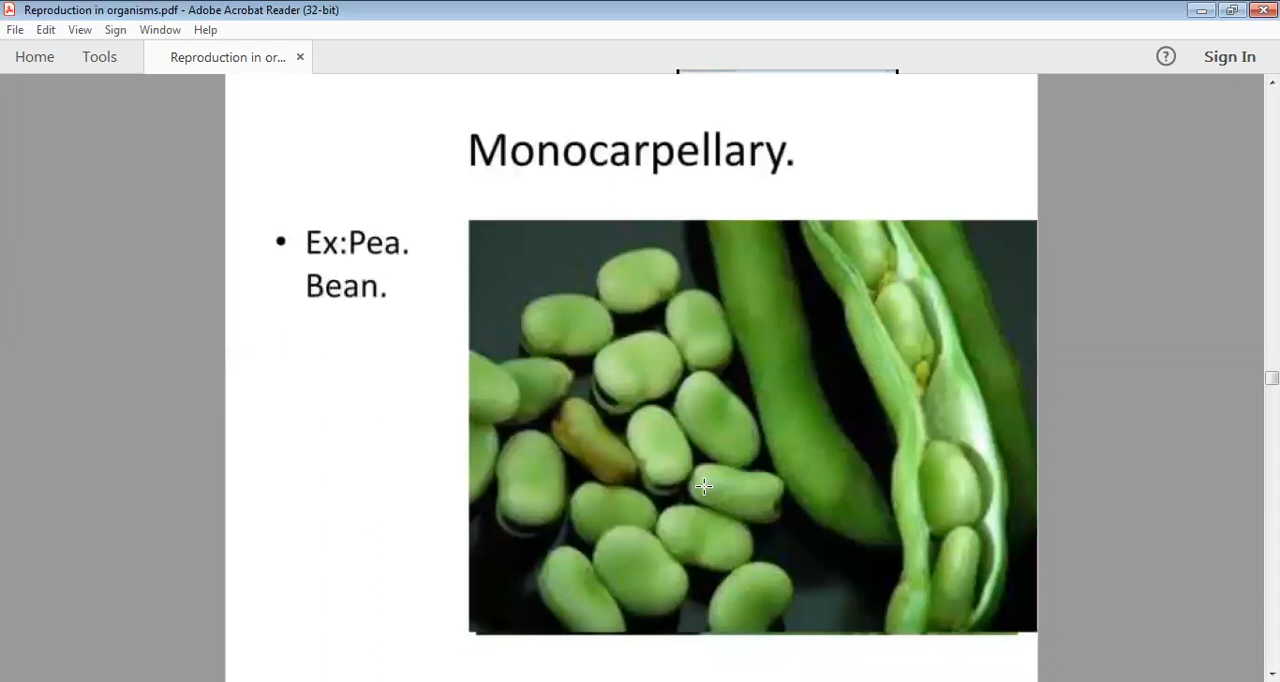 Reproduction in organisms.pdf - Adobe Acrobat Reader (32-bit)
File Edit View Sign Window Help
Home Tools Reproduction in or... × ? Sign In
Monocarpellary.
• Ex:Pea.
Bean.